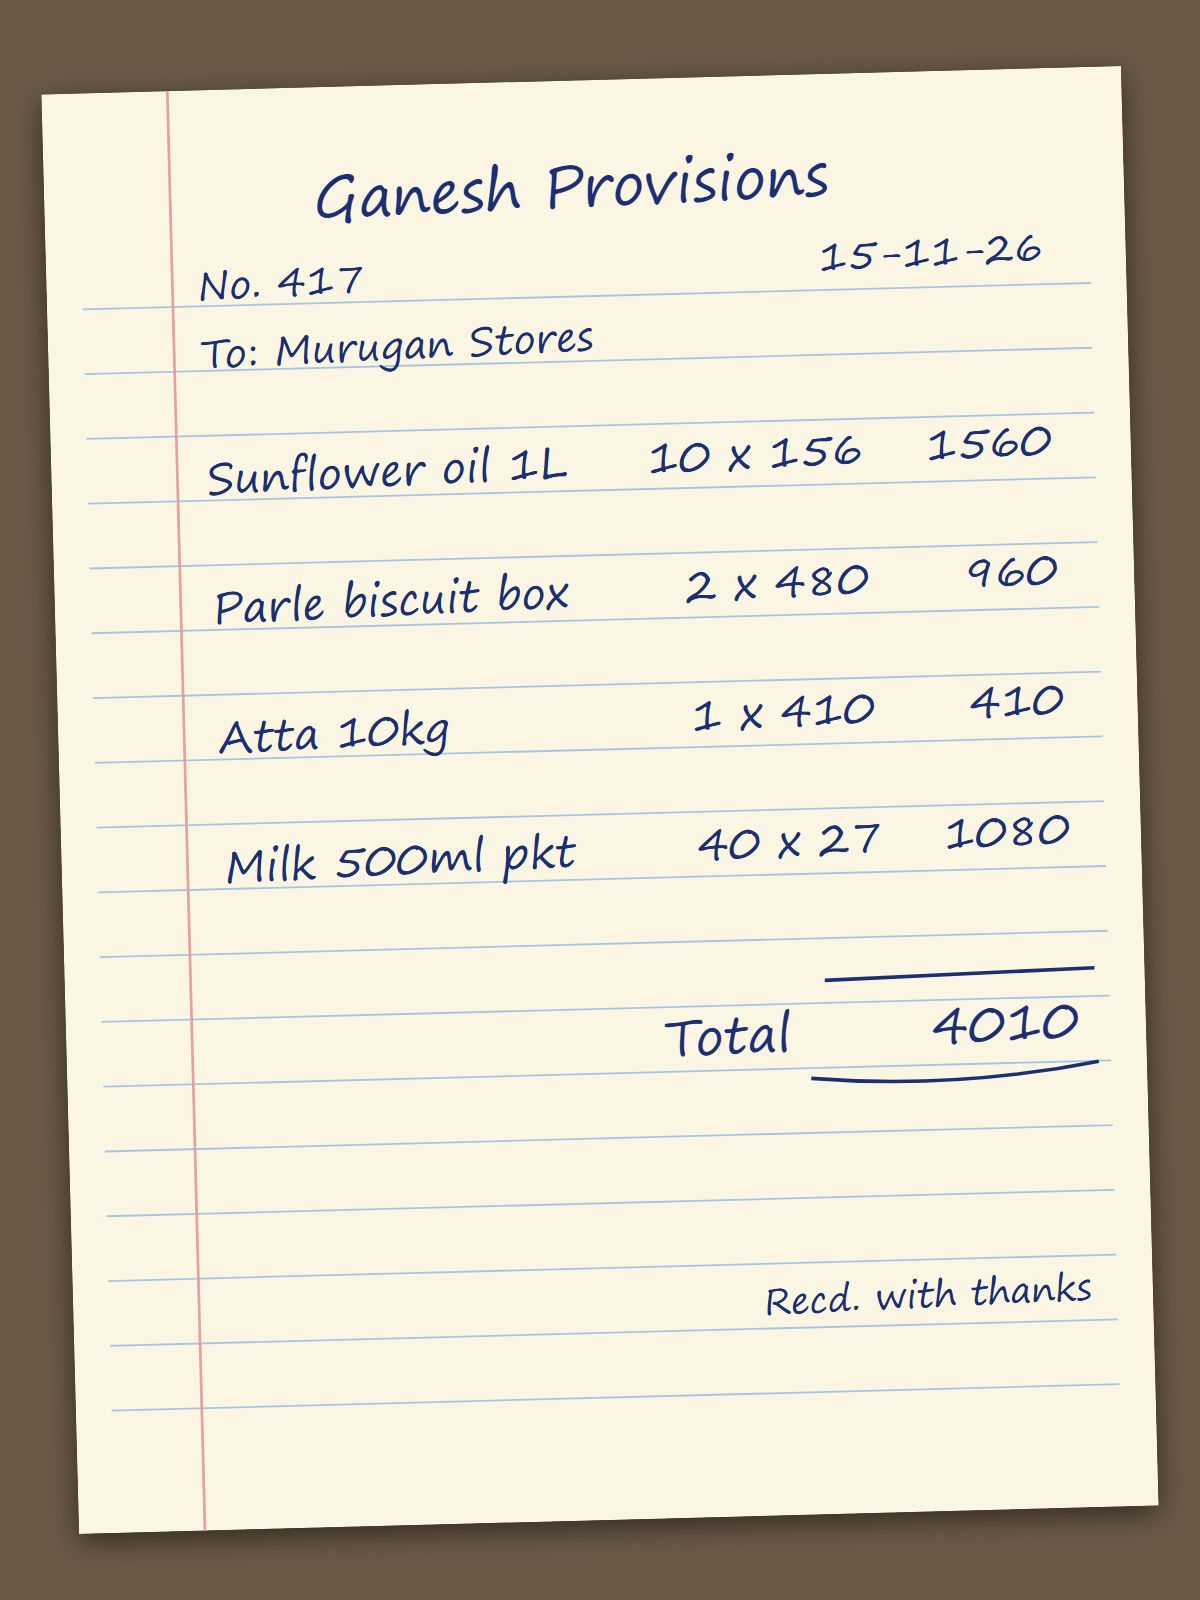 Ganesh Provisions
No. 417 15-11-26
To: Murugan Stores
Sunflower oil 1L 10 x 156 1560
Parle biscuit box 2 x 480 960
Atta 10kg 1 x 410 410
Milk 500ml pkt 40 x 27 1080
Total 4010
Recd. with thanks